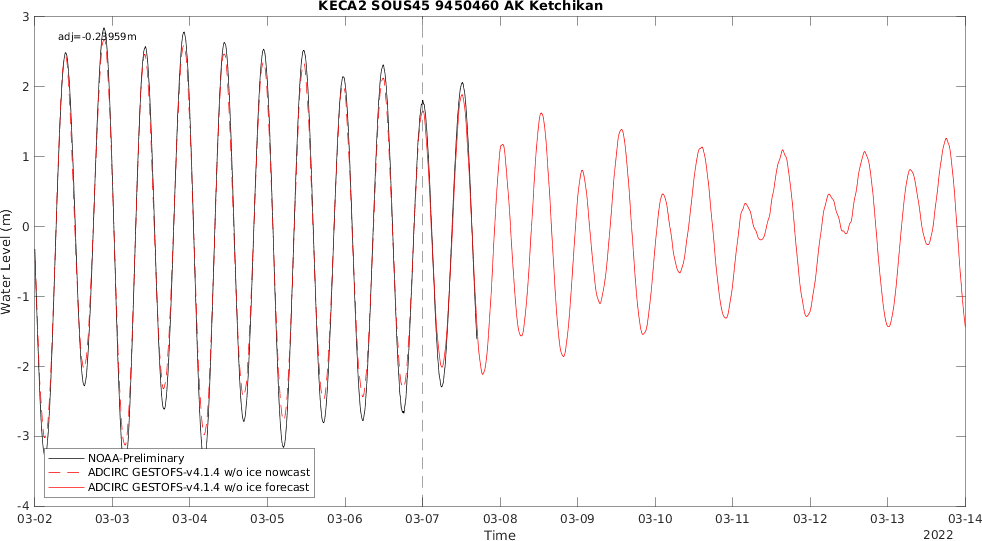 KECA2 SOUS45 9450460 AK Ketchikan
adj=-0.23959m
3
2
1
0
-1
-2
-3
-4
Water Level (m)
NOAA-Preliminary
ADCIRC GESTOFS-v4.1.4 w/o ice nowcast
ADCIRC GESTOFS-v4.1.4 w/o ice forecast
03-02 03-03 03-04 03-05 03-06 03-07 03-08 03-09 03-10 03-11 03-12 03-13 03-14
Time
2022